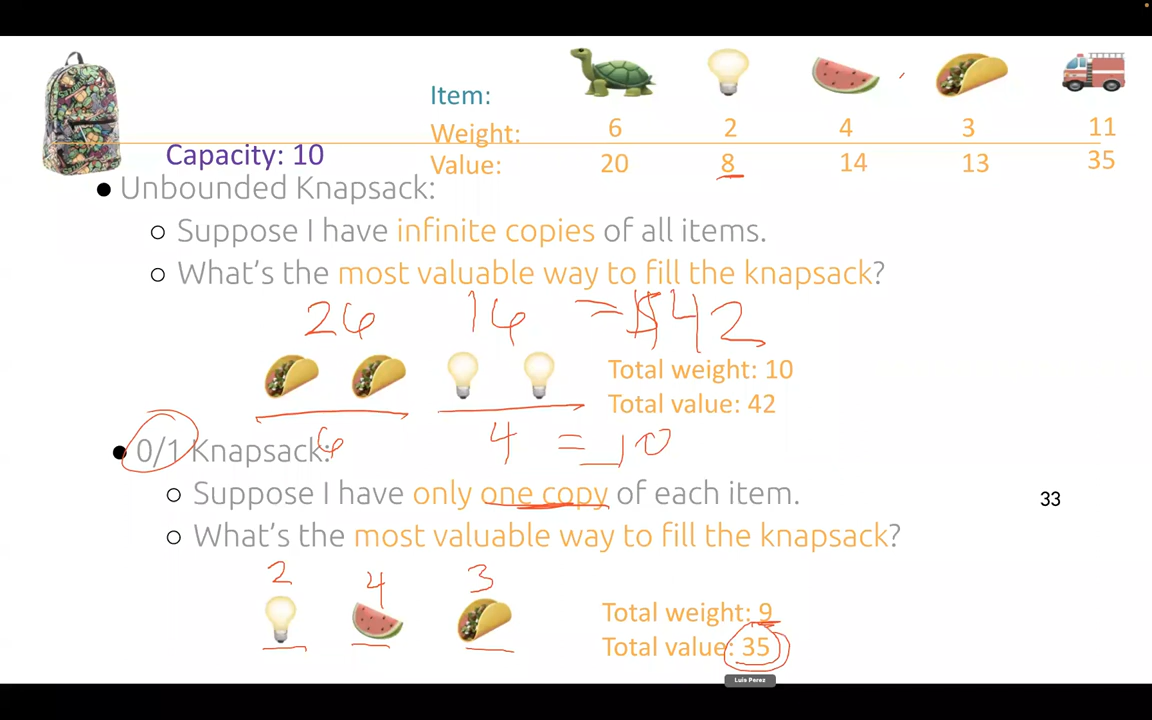 Item:
Weight: 6 2 4 3 11
Capacity: 10
Value: 20 8 14 13 35
Unbounded Knapsack:
Suppose I have infinite copies of all items.
What's the most valuable way to fill the knapsack?
26 16 = $42
Total weight: 10
Total value: 42
6 4 = 10
0/1 Knapsack:
Suppose I have only one copy of each item.
33
What's the most valuable way to fill the knapsack?
2 4 3
Total weight: 9
Total value: 35
Luis Perez